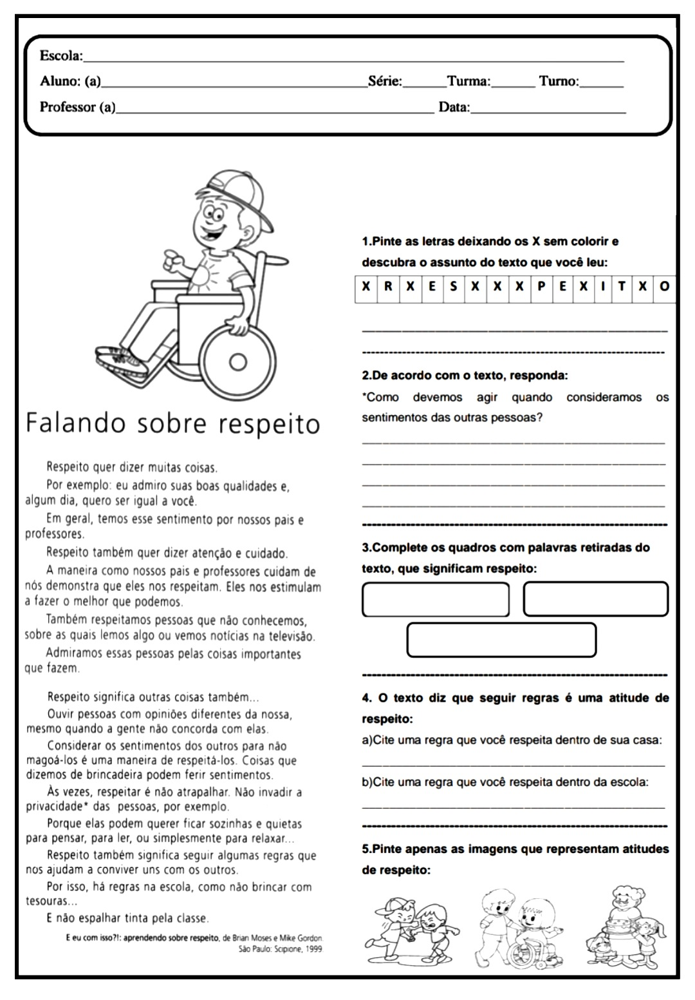 Escola:
Aluno: (a) Série: Turma: Turno:
Professor (a) Data:
Falando sobre respeito
Respeito quer dizer muitas coisas.
Por exemplo: eu admiro suas boas qualidades e,
algum dia, quero ser igual a você.
Em geral, temos esse sentimento por nossos pais e
professores.
Respeito também quer dizer atenção e cuidado.
A maneira como nossos pais e professores cuidam de
nós demonstra que eles nos respeitam. Eles nos estimulam
a fazer o melhor que podemos.
Também respeitamos pessoas que não conhecemos,
sobre as quais lemos algo ou vemos notícias na televisão.
Admiramos essas pessoas pelas coisas importantes
que fazem.
Respeito significa outras coisas também...
Ouvir pessoas com opiniões diferentes da nossa,
mesmo quando a gente não concorda com elas.
Considerar os sentimentos dos outros para não
magoá-los é uma maneira de respeitá-los. Coisas que
dizemos de brincadeira podem ferir sentimentos.
Às vezes, respeitar é não atrapalhar. Não invadir a
privacidade* das pessoas, por exemplo.
Porque elas podem querer ficar sozinhas e quietas
para pensar, para ler, ou simplesmente para relaxar...
Respeito também significa seguir algumas regras que
nos ajudam a conviver uns com os outros.
Por isso, há regras na escola, como não brincar com
tesouras...
E não espalhar tinta pela classe.
E eu com isso?!: aprendendo sobre respeito, de Brian Moses e Mike Gordon
São Paulo: Scipione, 1999
1.Pinte as letras deixando os X sem colorir e
descubra o assunto do texto que você leu:
X R X E S X X X P E X I T X O
2.De acordo com o texto, responda:
*Como devemos agir quando consideramos os
sentimentos das outras pessoas?
3.Complete os quadros com palavras retiradas do
texto, que significam respeito:
4. O texto diz que seguir regras é uma atitude de
respeito:
a)Cite uma regra que você respeita dentro de sua casa:
b)Cite uma regra que você respeita dentro da escola:
5.Pinte apenas as imagens que representam atitudes
de respeito: